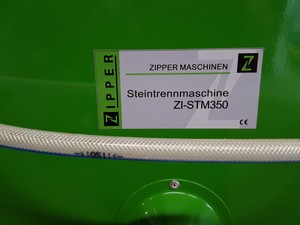 ZIPPER
ZIPPER MASCHINEN
Z
Steintrennmaschine
ZI-STM350
CE